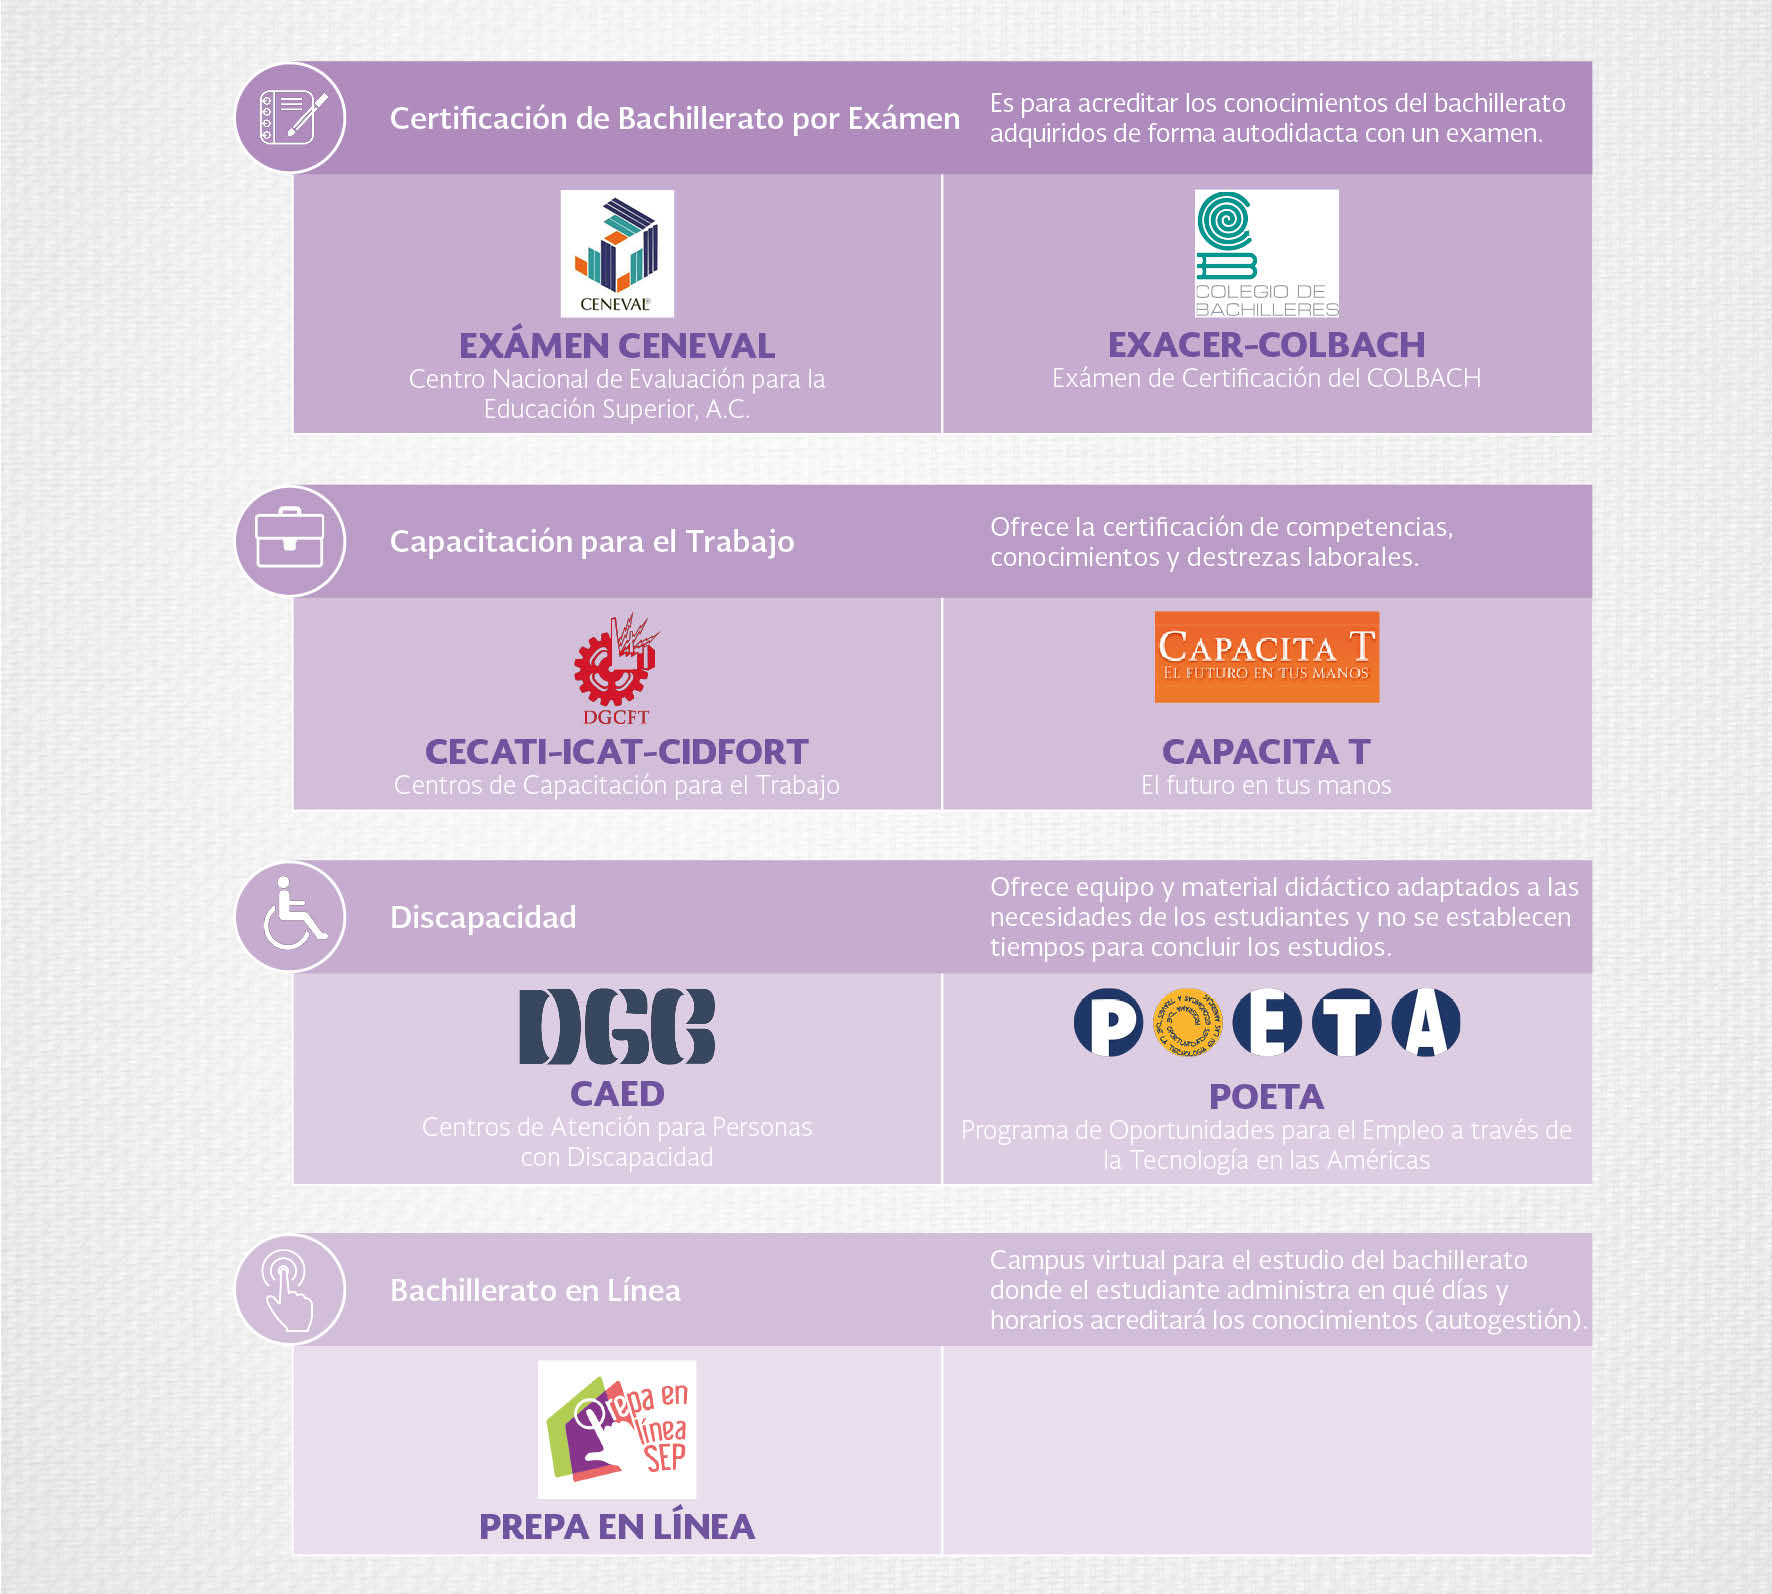 Certificación de Bachillerato por Exámen
Es para acreditar los conocimientos del bachillerato
adquiridos de forma autodidacta con un examen.
CENEVAL®
EXÁMEN CENEVAL
Centro Nacional de Evaluación para la
Educación Superior, A.C.
COLEGIO DE
BACHILLERES
EXACER-COLBACH
Exámen de Certificación del COLBACH
Capacitación para el Trabajo
Ofrece la certificación de competencias,
conocimientos y destrezas laborales.
DGCFT
CECATI-ICAT-CIDFORT
Centros de Capacitación para el Trabajo
CAPACITA T
EL FUTURO EN TUS MANOS
CAPACITA T
El futuro en tus manos
Discapacidad
Ofrece equipo y material didáctico adaptados a las
necesidades de los estudiantes y no se establecen
tiempos para concluir los estudios.
DGB
CAED
Centros de Atención para Personas
con Discapacidad
POETA
POETA
Programa de Oportunidades para el Empleo a través de
la Tecnología en las Américas
Bachillerato en Línea
Campus virtual para el estudio del bachillerato
donde el estudiante administra en qué días y
horarios acreditará los conocimientos (autogestión).
Prepa en
línea
SEP
PREPA EN LÍNEA